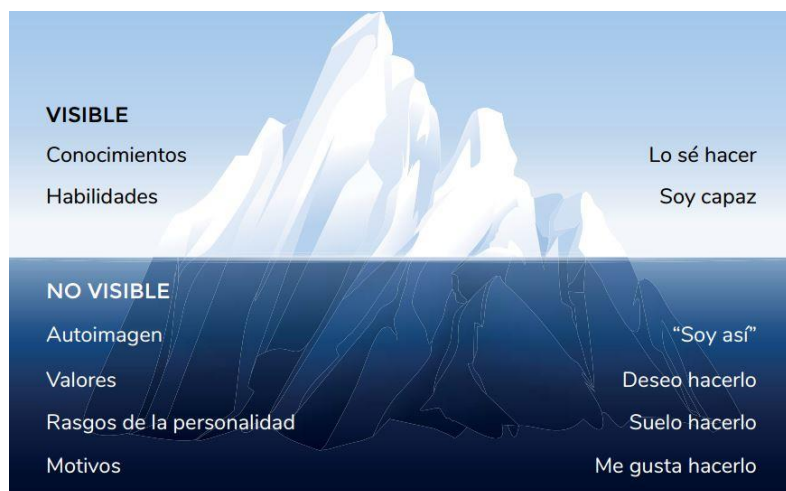 VISIBLE
Conocimientos Lo sé hacer
Habilidades Soy capaz
NO VISIBLE
Autoimagen “Soy así”
Valores Deseo hacerlo
Rasgos de la personalidad Suelo hacerlo
Motivos Me gusta hacerlo